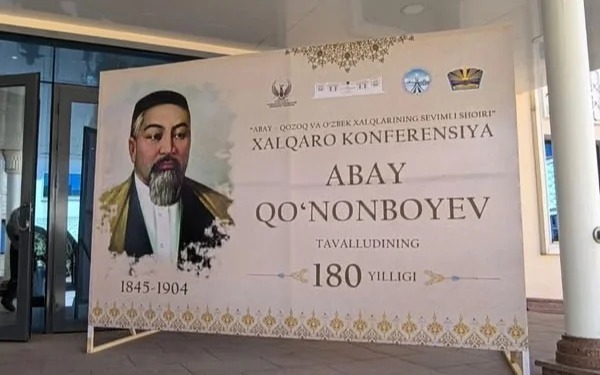 "ABAY - QOZOQ VA O'ZBEK XALQLARINING SEVIMLI SHOIRI"
XALQARO KONFERENSIYA
ABAY
QO'NONBOYEV
TAVALLUDINING
180 YILLIGI
1845-1904